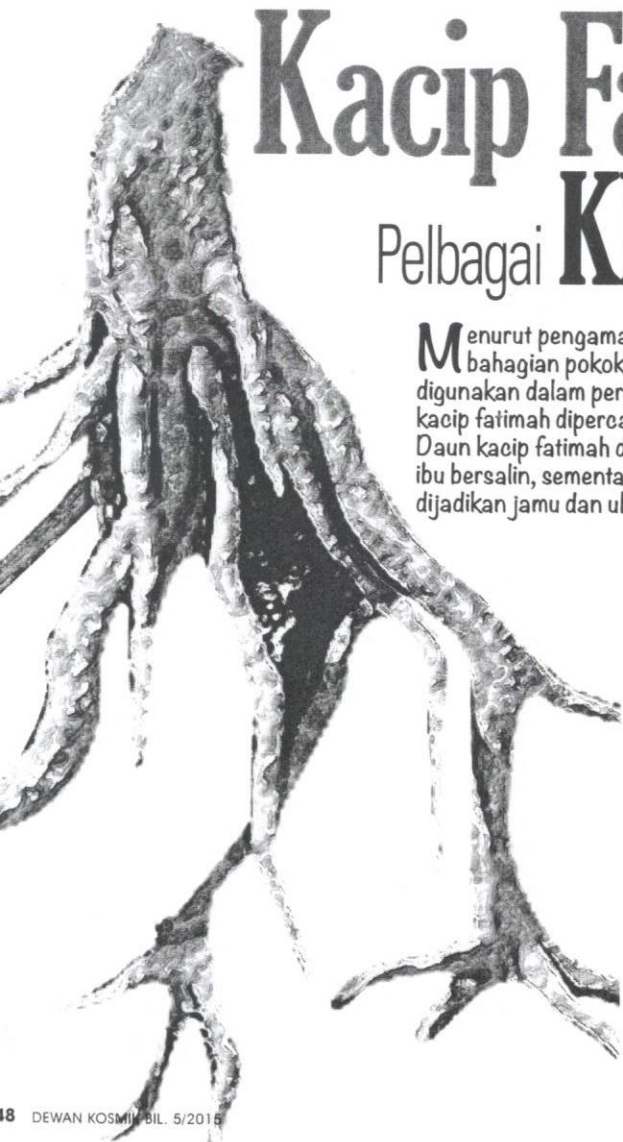 Kacip Fa
Pelbagai K
Menurut pengama
bahagian pokok
digunakan dalam per
kacip fatimah diperca
Daun kacip fatimah d
ibu bersalin, sementa
dijadikan jamu dan ul
48 DEWAN KOSMIK BIL. 5/2015